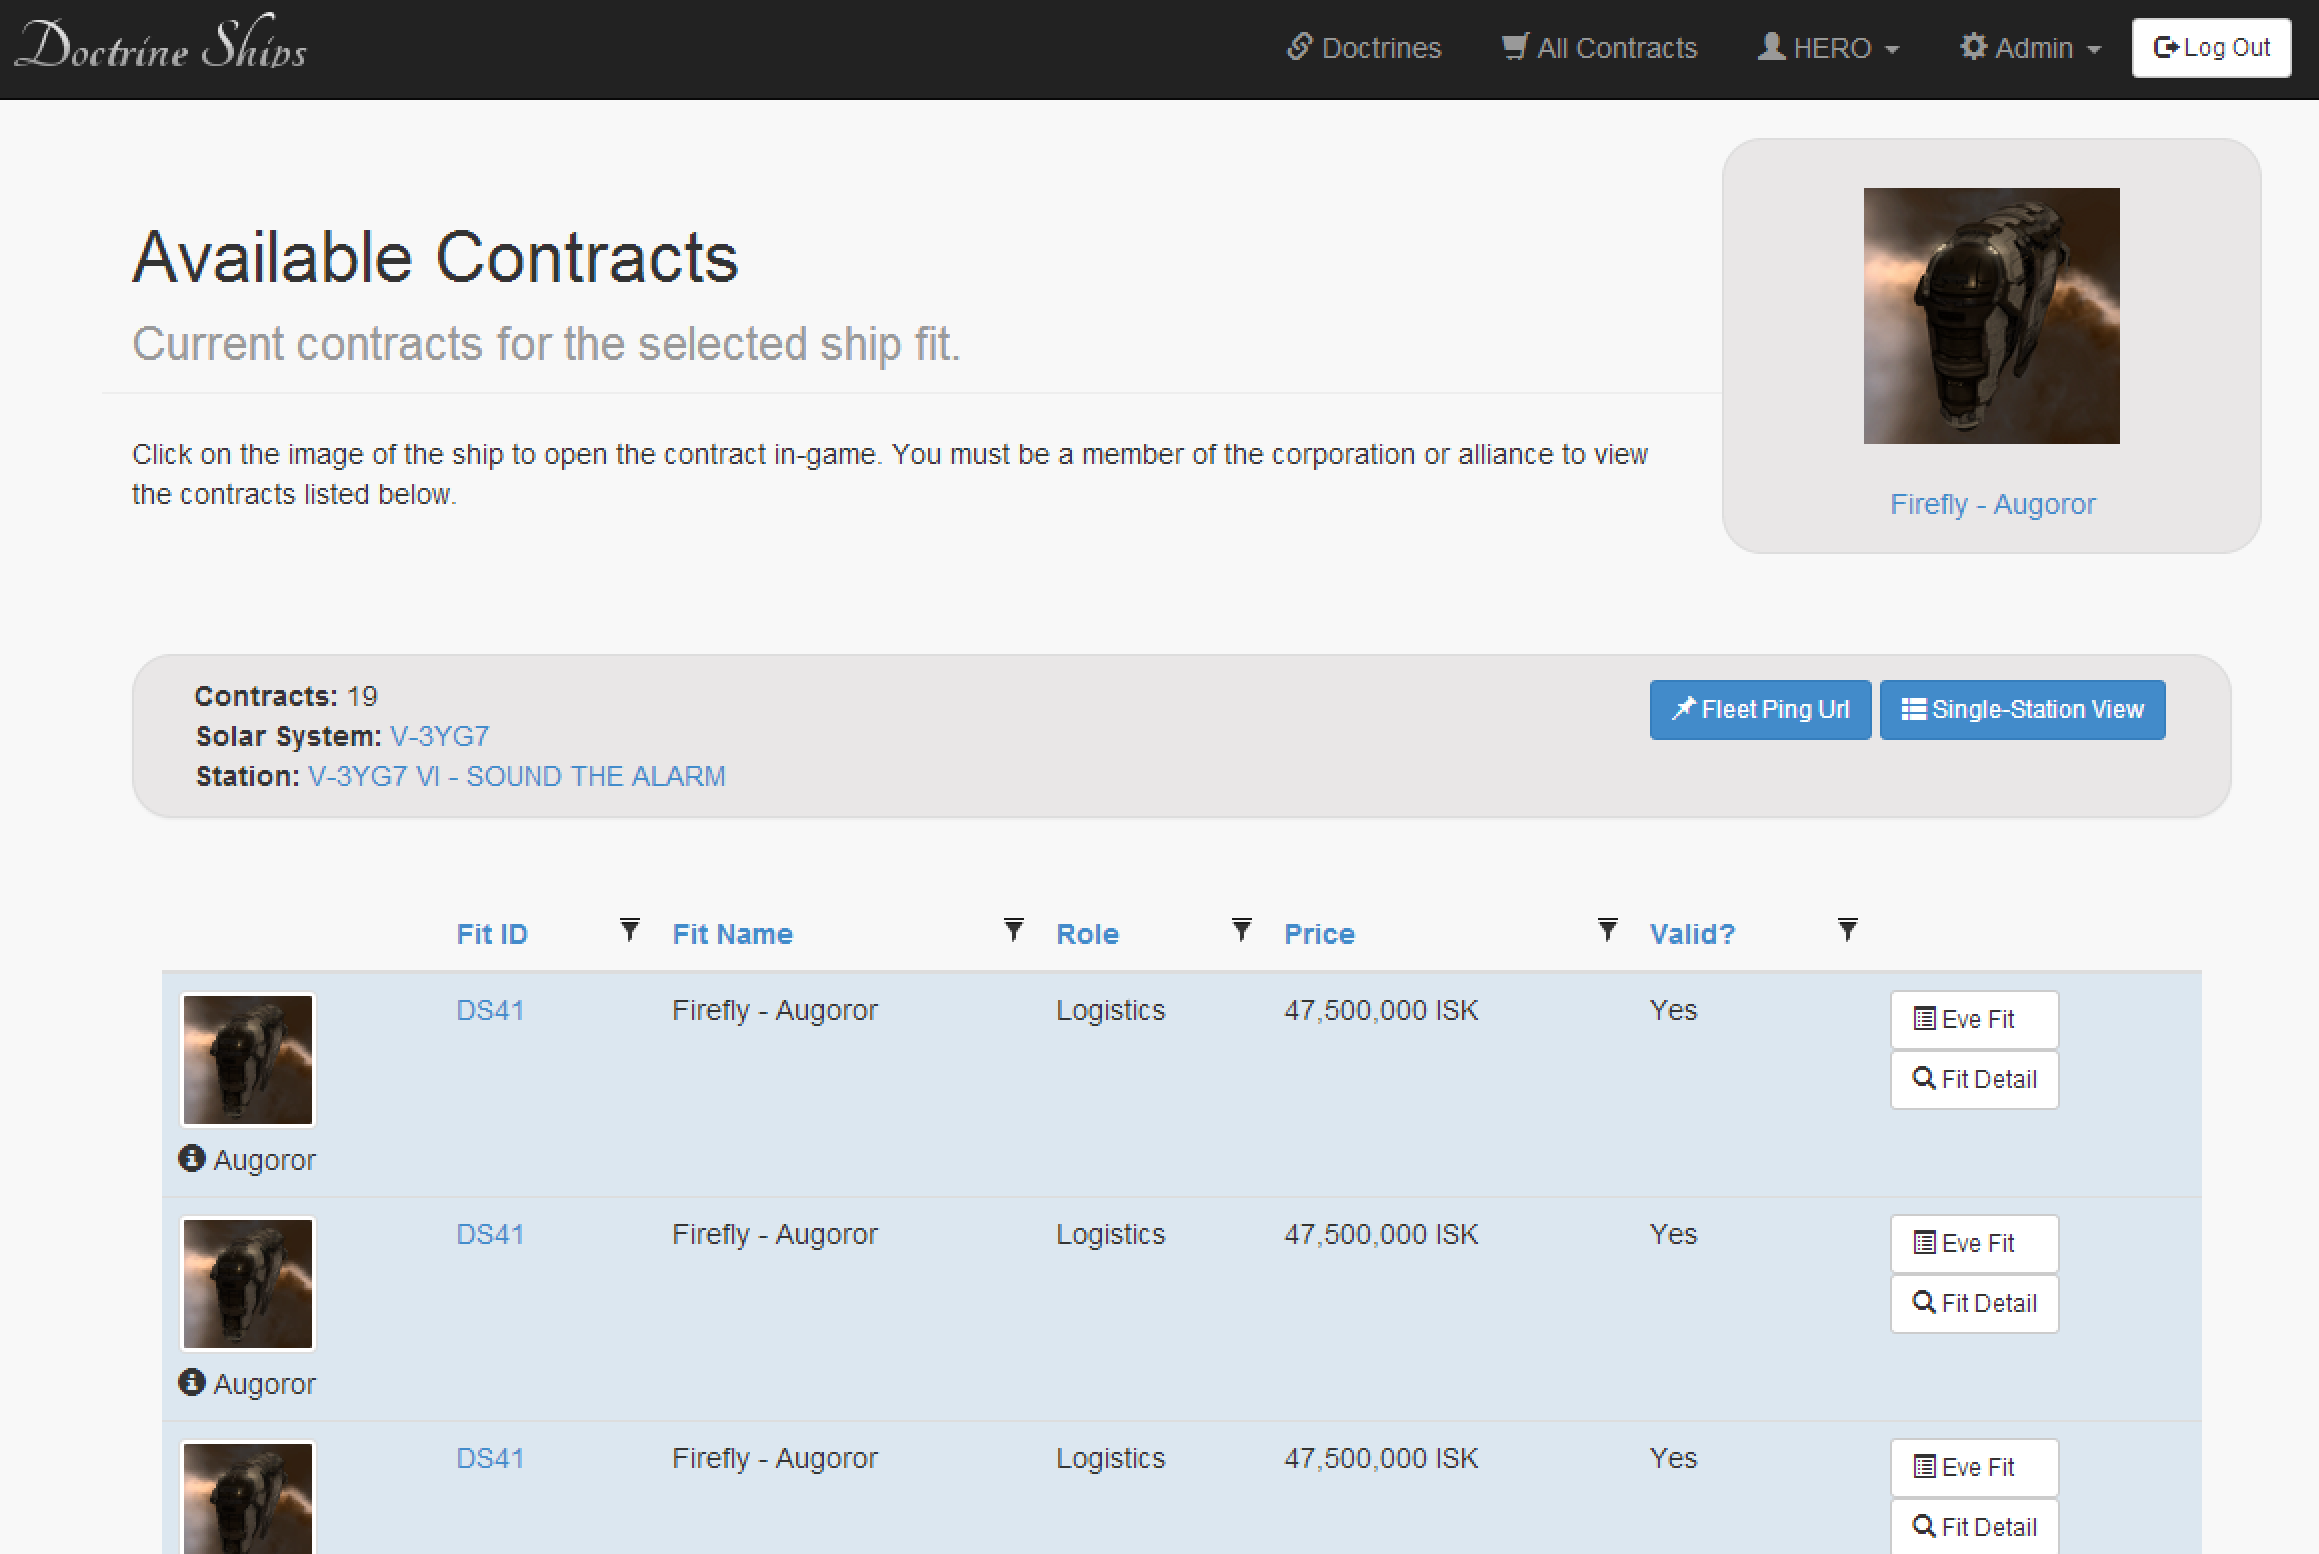 Doctrine Ships
Doctrines All Contracts HERO Admin Log Out
Available Contracts
Current contracts for the selected ship fit.
Click on the image of the ship to open the contract in-game. You must be a member of the corporation or alliance to view
the contracts listed below.
Firefly - Augoror
Contracts: 19
Solar System: V-3YG7
Station: V-3YG7 VI - SOUND THE ALARM
Fleet Ping Url Single-Station View
Fit ID Fit Name Role Price Valid?
DS41 Firefly - Augoror Logistics 47,500,000 ISK Yes Eve Fit
Fit Detail
Augoror
DS41 Firefly - Augoror Logistics 47,500,000 ISK Yes Eve Fit
Fit Detail
Augoror
DS41 Firefly - Augoror Logistics 47,500,000 ISK Yes Eve Fit
Fit Detail